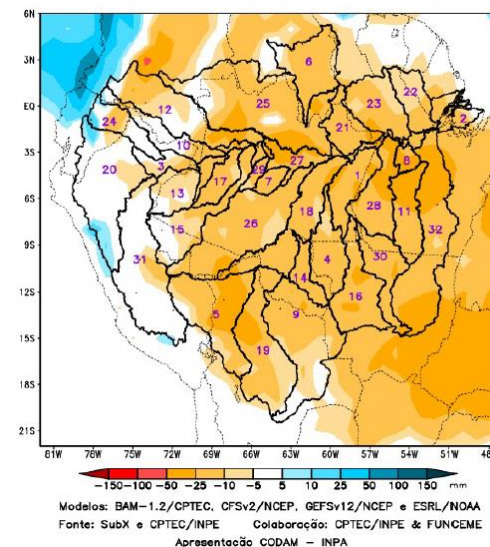 6N
3N
EQ
3S
6S
9S
12S
15S
18S
21S
6
12
25
23
22
24
21
2
10
20
3
17
29
7
27
1
8
13
18
28
11
15
26
32
31
4
30
14
5
9
16
19
81W 78W 75W 72W 69W 66W 63W 60W 57W 54W 51W 48W
-150 -100 -50 -25 -10 -5 5 10 25 50 100 150 mm
Modelos: BAM-1.2/CPTEC, CFSv2/NCEP, GEFSv12/NCEP e ESRL/NOAA
Fonte: SubX e CPTEC/INPE Colaboração: CPTEC/INPE & FUNCEME
Apresentação CODAM - INPA